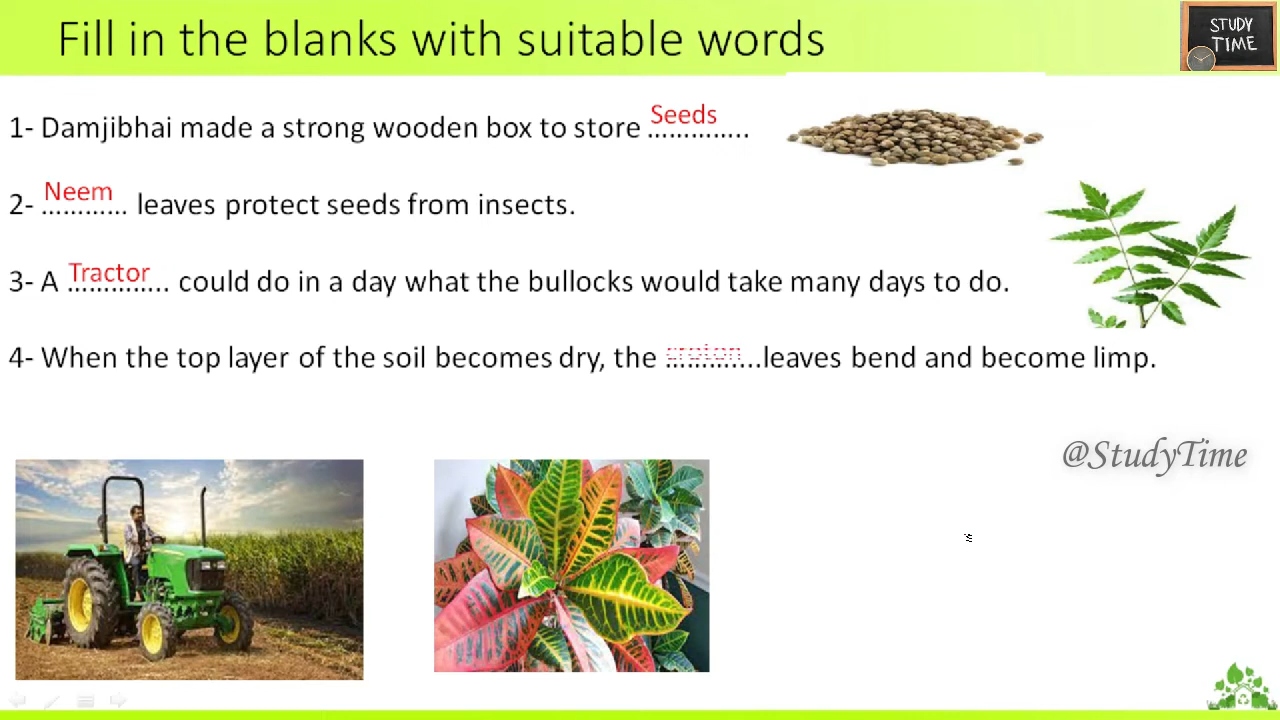 Fill in the blanks with suitable words
STUDY
TIME
1- Damjibhai made a strong wooden box to store Seeds…………..
2- Neem………… leaves protect seeds from insects.
3- A Tractor………….. could do in a day what the bullocks would take many days to do.
4- When the top layer of the soil becomes dry, the croton…………..leaves bend and become limp.
@StudyTime